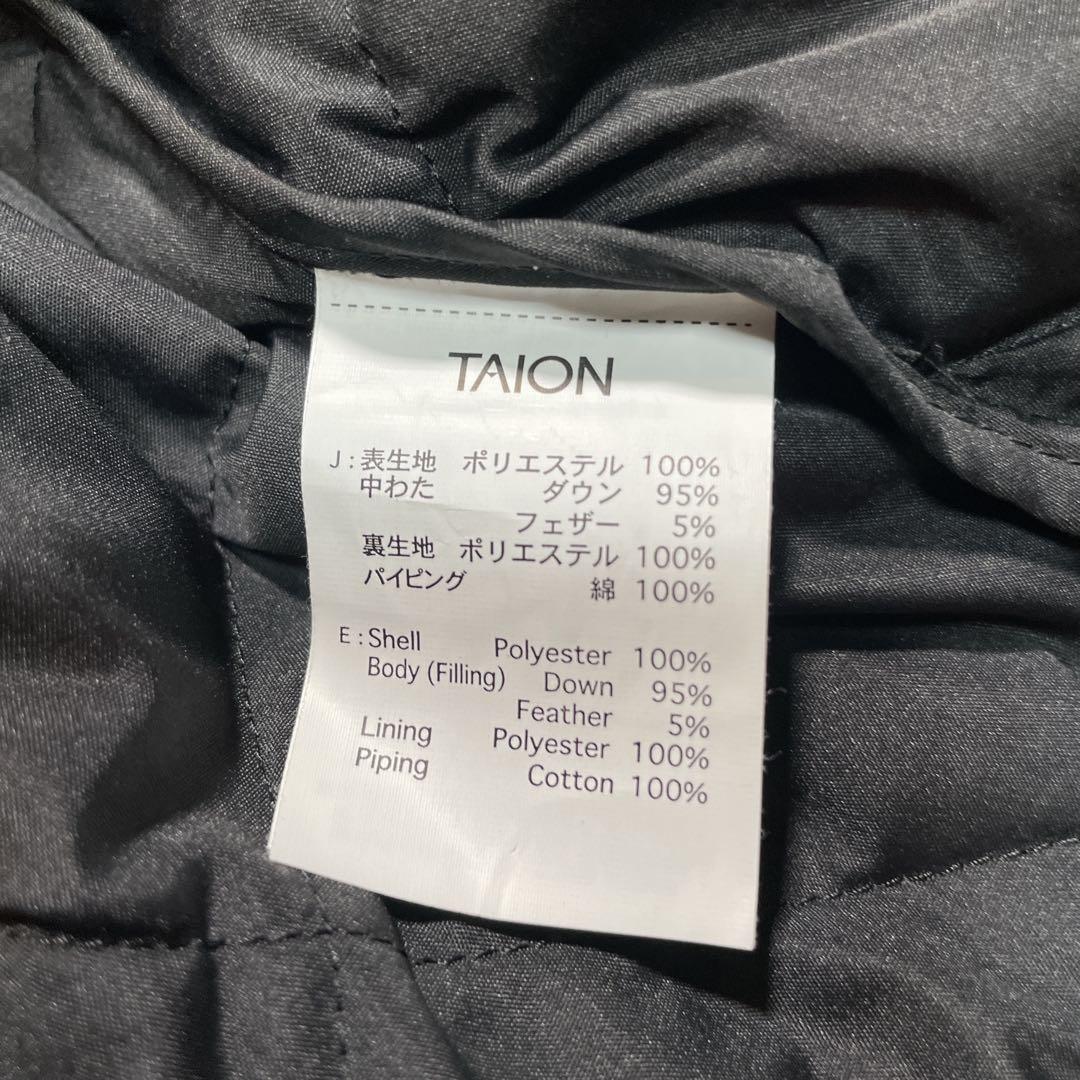 TAION
J : 表生地 ポリエステル 100%
中わた ダウン 95%
フェザー 5%
裏生地 ポリエステル 100%
パイピング 綿 100%
E : Shell Polyester 100%
Body (Filling) Down 95%
Feather 5%
Lining Polyester 100%
Piping Cotton 100%